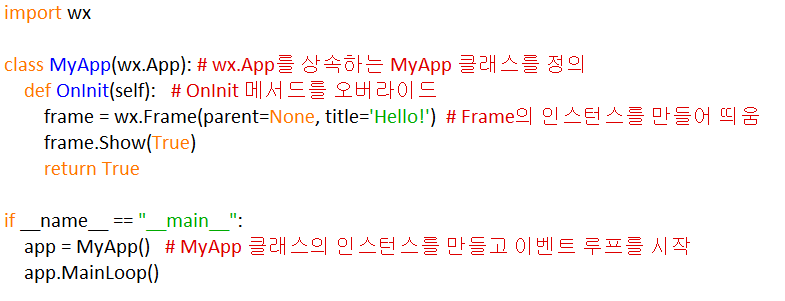 import wx
class MyApp(wx.App): # wx.App를 상속하는 MyApp 클래스를 정의
def OnInit(self): # OnInit 메서드를 오버라이드
frame = wx.Frame(parent=None, title='Hello!') # Frame의 인스턴스를 만들어 띄움
frame.Show(True)
return True
if __name__ == "__main__":
app = MyApp() # MyApp 클래스의 인스턴스를 만들고 이벤트 루프를 시작
app.MainLoop()